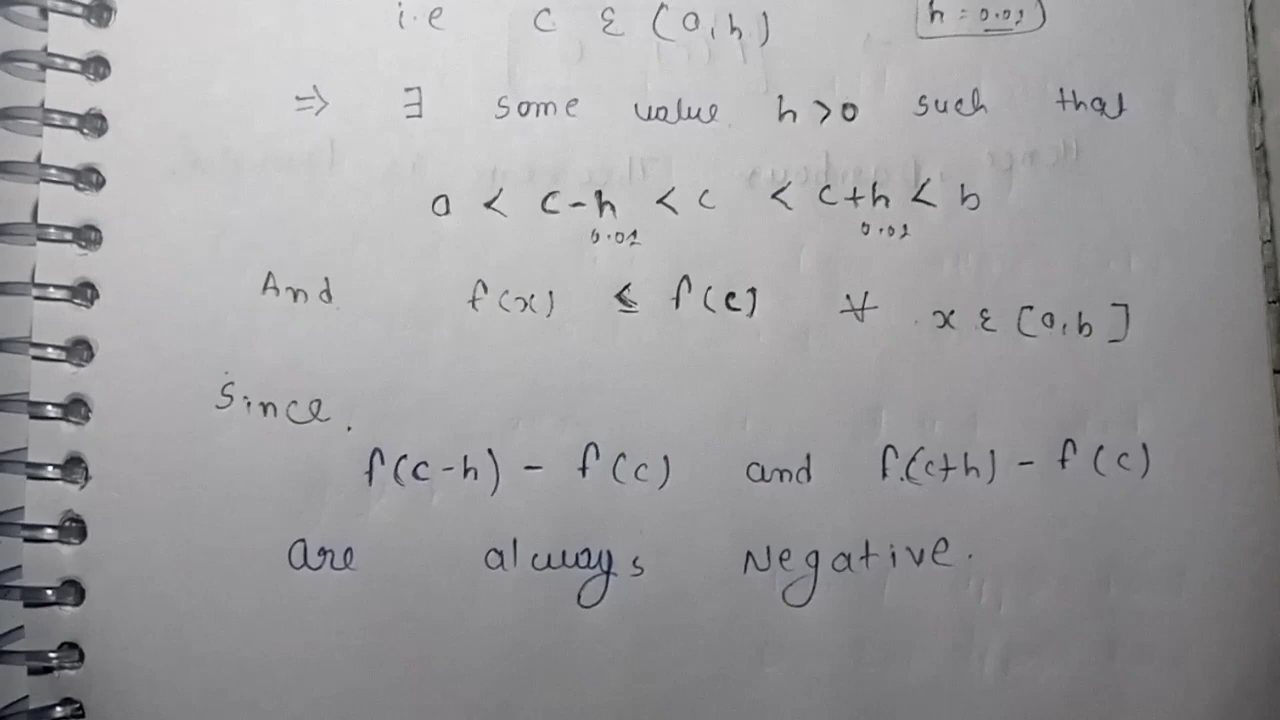 i.e c ε (a,b) h = 0.01
⇒ ∃ some value h>0 such that
a < c-h < c < c+h < b
0.01 0.01
And f(x) ≤ f(c) ∀ x ε [a,b]
Since,
f(c-h) - f(c) and f(c+h) - f(c)
are always Negative.